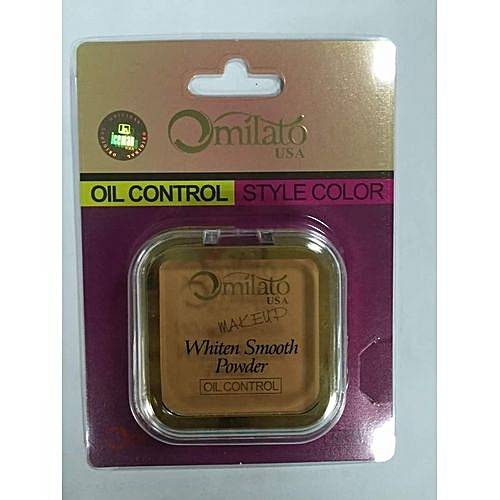 Omilato
USA
OIL CONTROL STYLE COLOR
Omilato
USA
MAKEUP
Whiten Smooth
Powder
OIL CONTROL